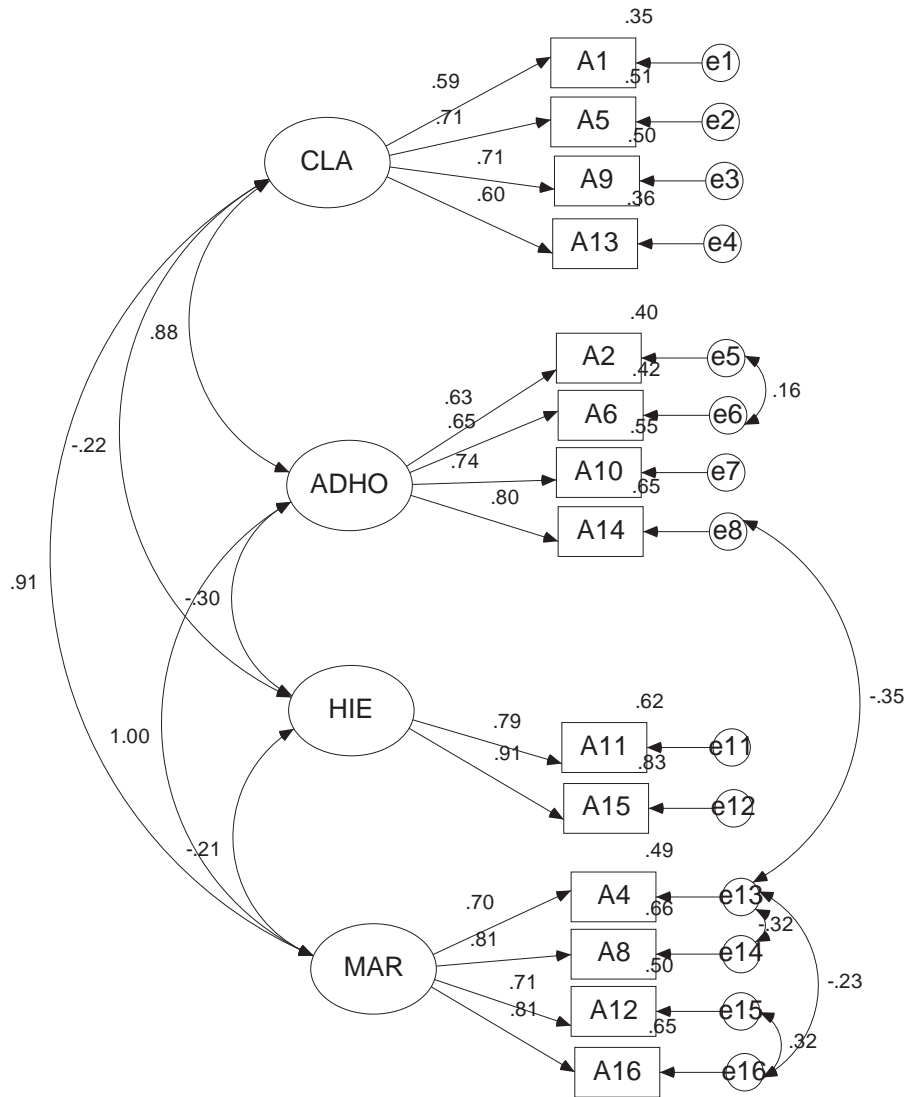 .35
A1
e1
.59
.51
A5
e2
.71
.50
CLA
.71
A9
e3
.60
.36
A13
e4
.40
.88
A2
e5
.42
.16
.63
A6
e6
.65
.55
-.22
.74
A10
e7
ADHO
.80
.65
A14
e8
.91
-.30
-.35
.62
HIE
.79
1.00
A11
e11
.91
.83
A15
e12
-.21
.49
.70
A4
e13
.66
-.32
.81
A8
e14
MAR
.50
-.23
.71
A12
e15
.81
.65
.32
A16
e16